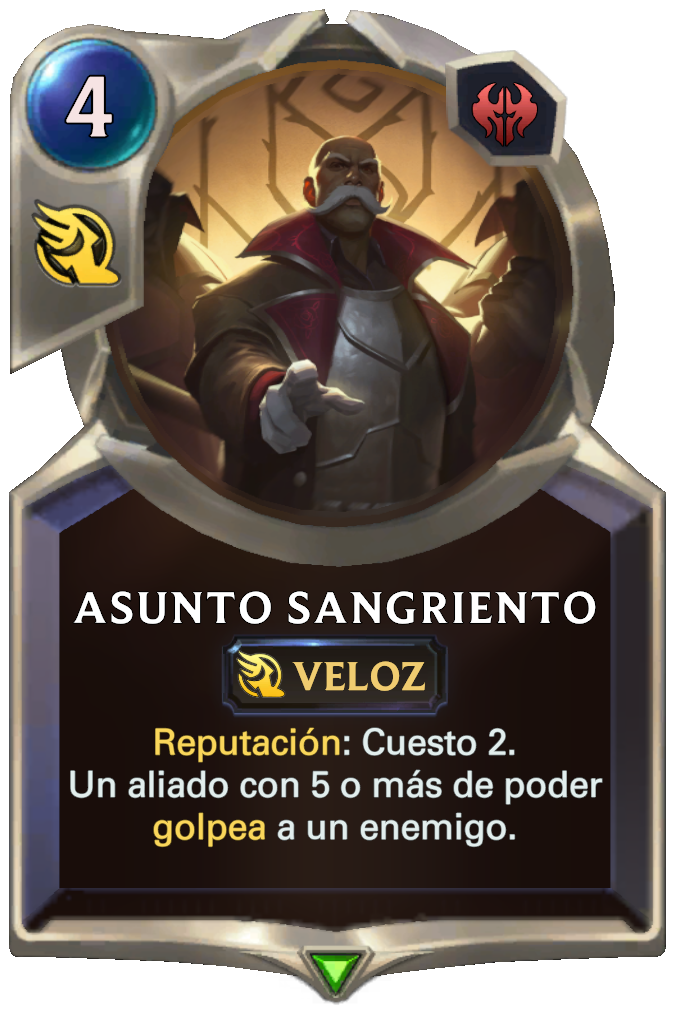 4
ASUNTO SANGRIENTO
VELOZ
Reputación: Cuesto 2.
Un aliado con 5 o más de poder
golpea a un enemigo.